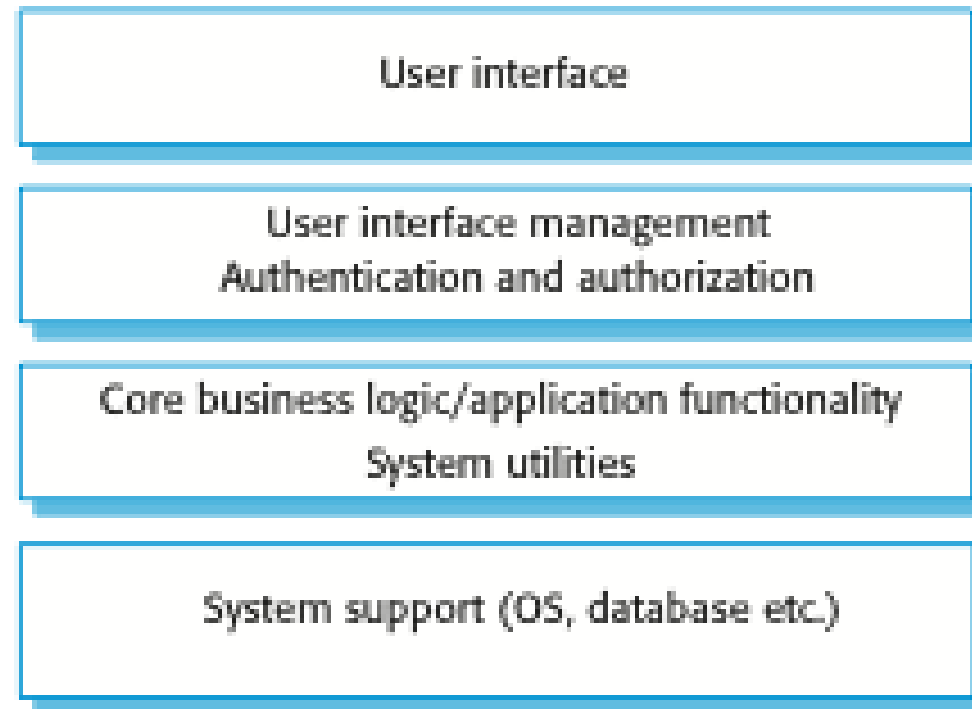 User interface
User interface management
Authentication and authorization
Core business logic/application functionality
System utilities
System support (OS, database etc.)